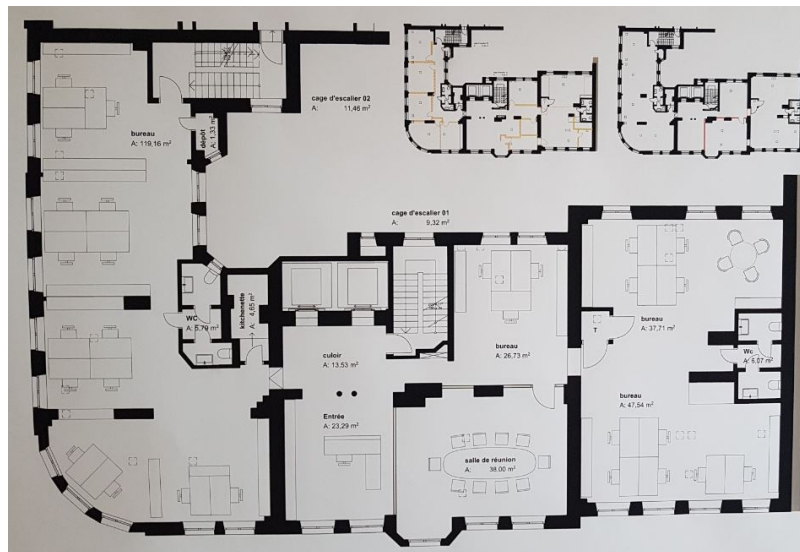 cage d'escalier 02
A: 11,46 m²
bureau
A: 119,16 m²
dépôt
A: 1,33 m²
cage d'escalier 01
A: 9,32 m²
WC
A: 5,79 m²
kitchenette
A: 4,65 m²
culoir
A: 13,53 m²
Entrée
A: 23,29 m²
bureau
A: 26,73 m²
salle de réunion
A: 38,00 m²
T
bureau
A: 37,71 m²
Wc
A: 6,07 m²
bureau
A: 47,54 m²